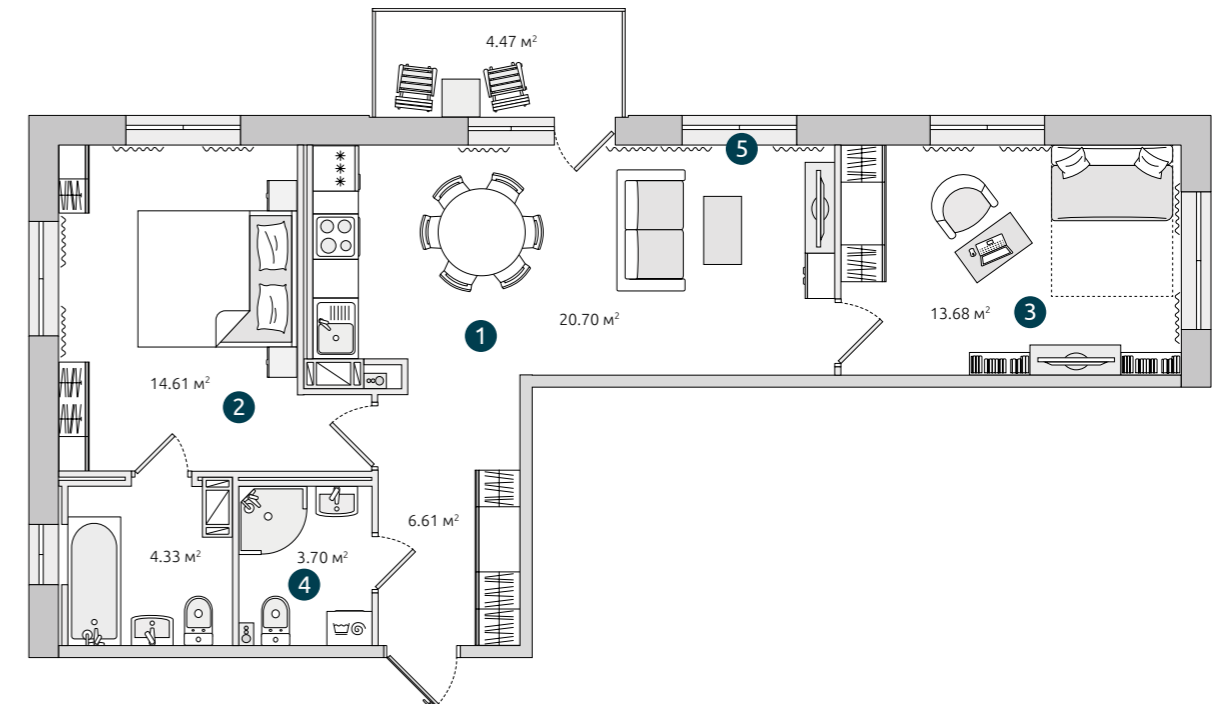 4.47 м²
5
20.70 м²
1
13.68 м²
3
14.61 м²
2
6.61 м²
4.33 м²
3.70 м²
4